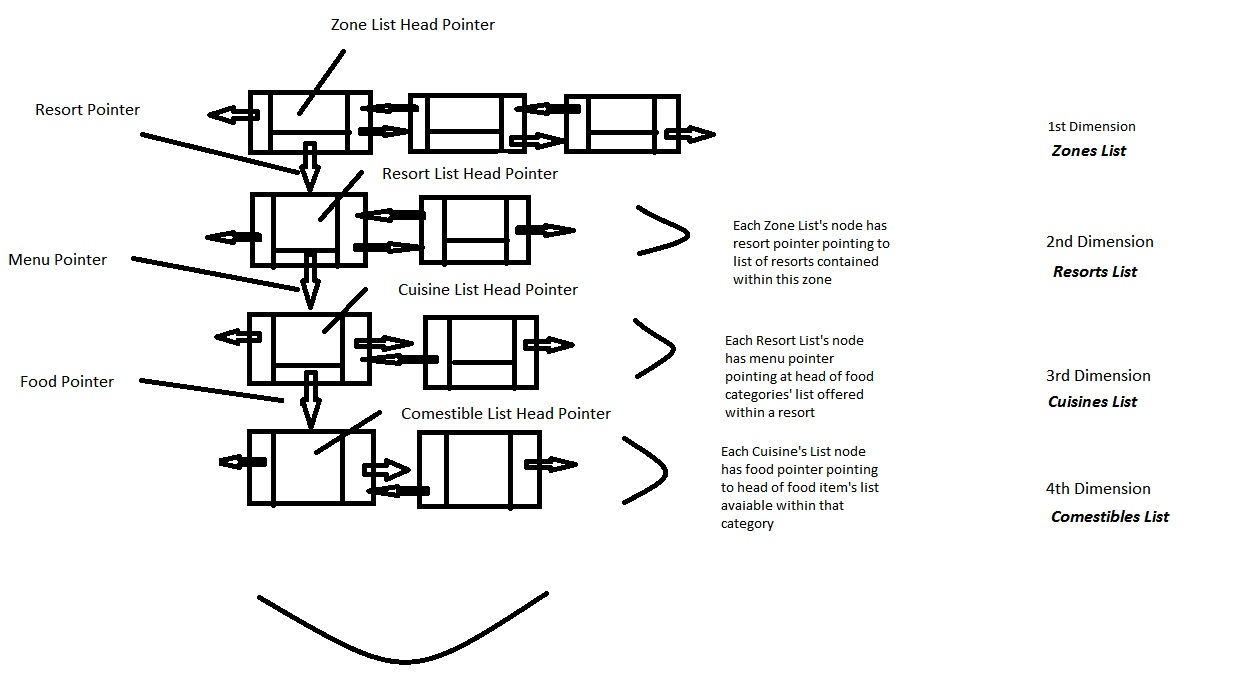 Zone List Head Pointer
Resort Pointer
1st Dimension
Zones List
Resort List Head Pointer
Each Zone List's node has
resort pointer pointing to
list of resorts contained
within this zone
2nd Dimension
Resorts List
Menu Pointer
Cuisine List Head Pointer
Each Resort List's node
has menu pointer
pointing at head of food
categories' list offered
within a resort
3rd Dimension
Cuisines List
Food Pointer
Comestible List Head Pointer
Each Cuisine's List node
has food pointer pointing
to head of food item's list
avaiable within that
category
4th Dimension
Comestibles List